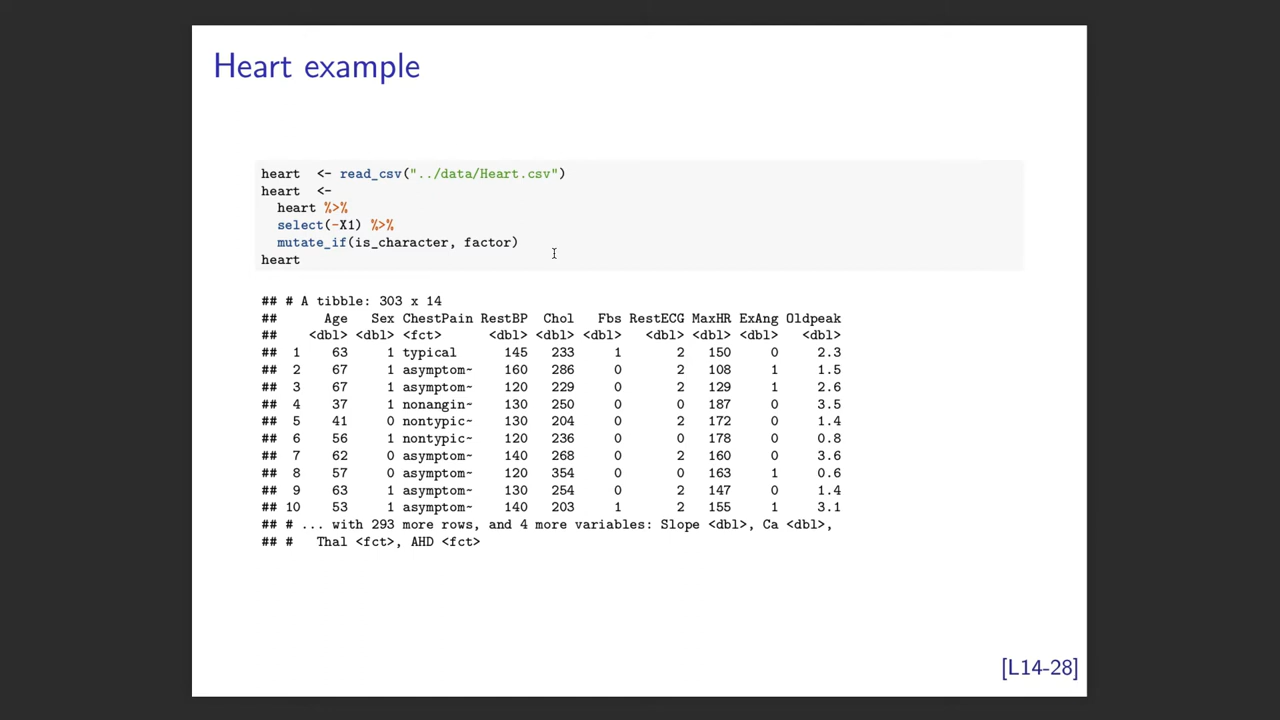 Heart example
heart  <- read_csv("../data/Heart.csv")
heart  <-
  heart %>%
  select(-X1) %>%
  mutate_if(is_character, factor)
heart
## # A tibble: 303 x 14
##      Age   Sex ChestPain RestBP  Chol   Fbs RestECG MaxHR ExAng Oldpeak
##    <dbl> <dbl> <fct>      <dbl> <dbl> <dbl>   <dbl> <dbl> <dbl>   <dbl>
##  1    63     1 typical      145   233     1       2   150     0     2.3
##  2    67     1 asymptom~    160   286     0       2   108     1     1.5
##  3    67     1 asymptom~    120   229     0       2   129     1     2.6
##  4    37     1 nonangin~    130   250     0       0   187     0     3.5
##  5    41     0 nontypic~    130   204     0       2   172     0     1.4
##  6    56     1 nontypic~    120   236     0       0   178     0     0.8
##  7    62     0 asymptom~    140   268     0       2   160     0     3.6
##  8    57     0 asymptom~    120   354     0       0   163     1     0.6
##  9    63     1 asymptom~    130   254     0       2   147     0     1.4
## 10    53     1 asymptom~    140   203     1       2   155     1     3.1
## # ... with 293 more rows, and 4 more variables: Slope <dbl>, Ca <dbl>,
## #   Thal <fct>, AHD <fct>
[L14-28]